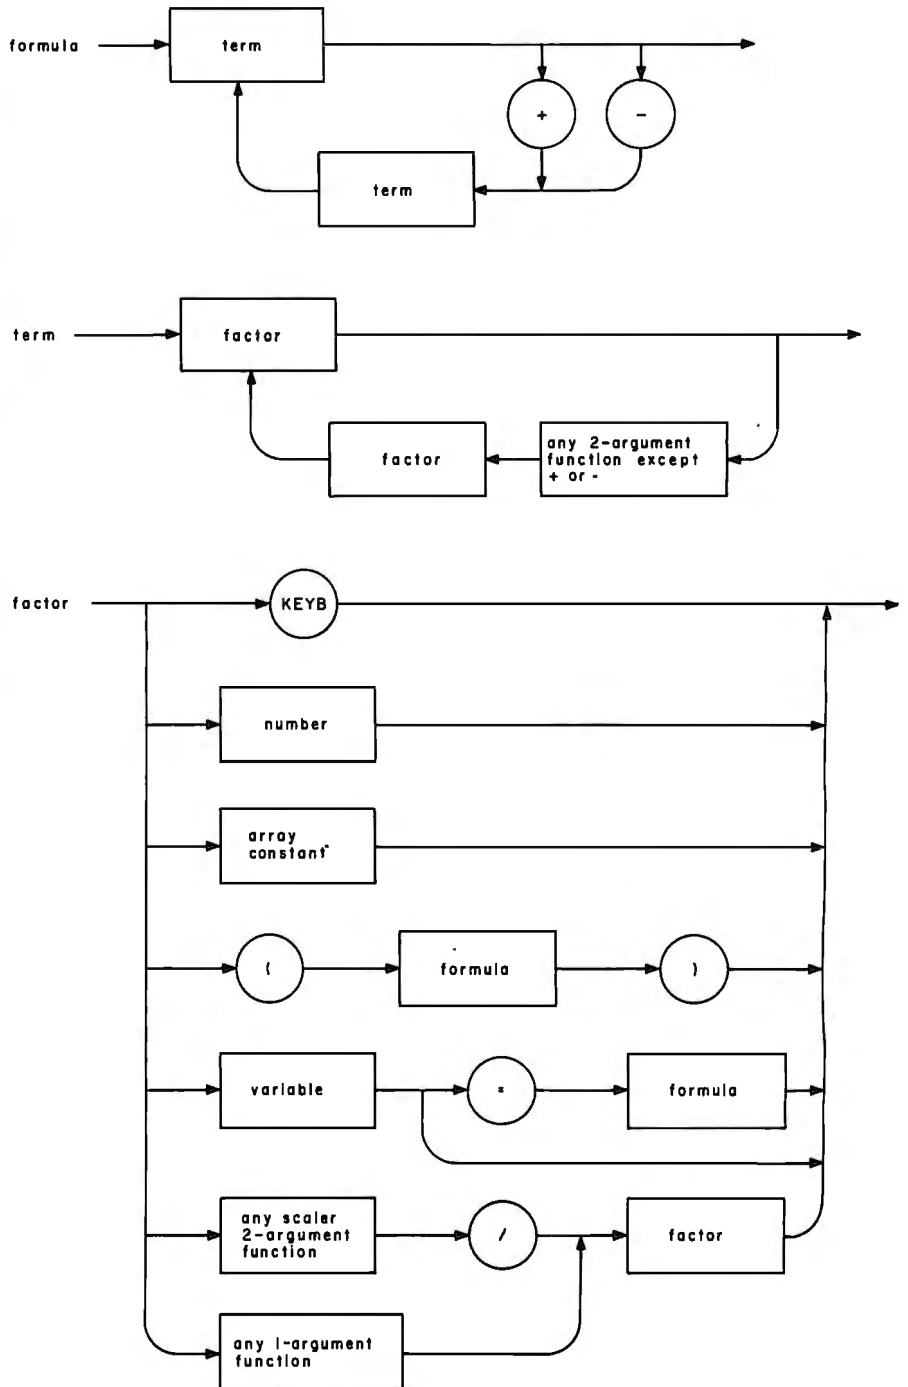 formula
term
+
-
term
term
factor
factor
any 2-argument
function except
+ or -
factor
KEYB
number
array
constant
(
formula
)
variable
=
formula
any scaler
2-argument
function
/
factor
any 1-argument
function